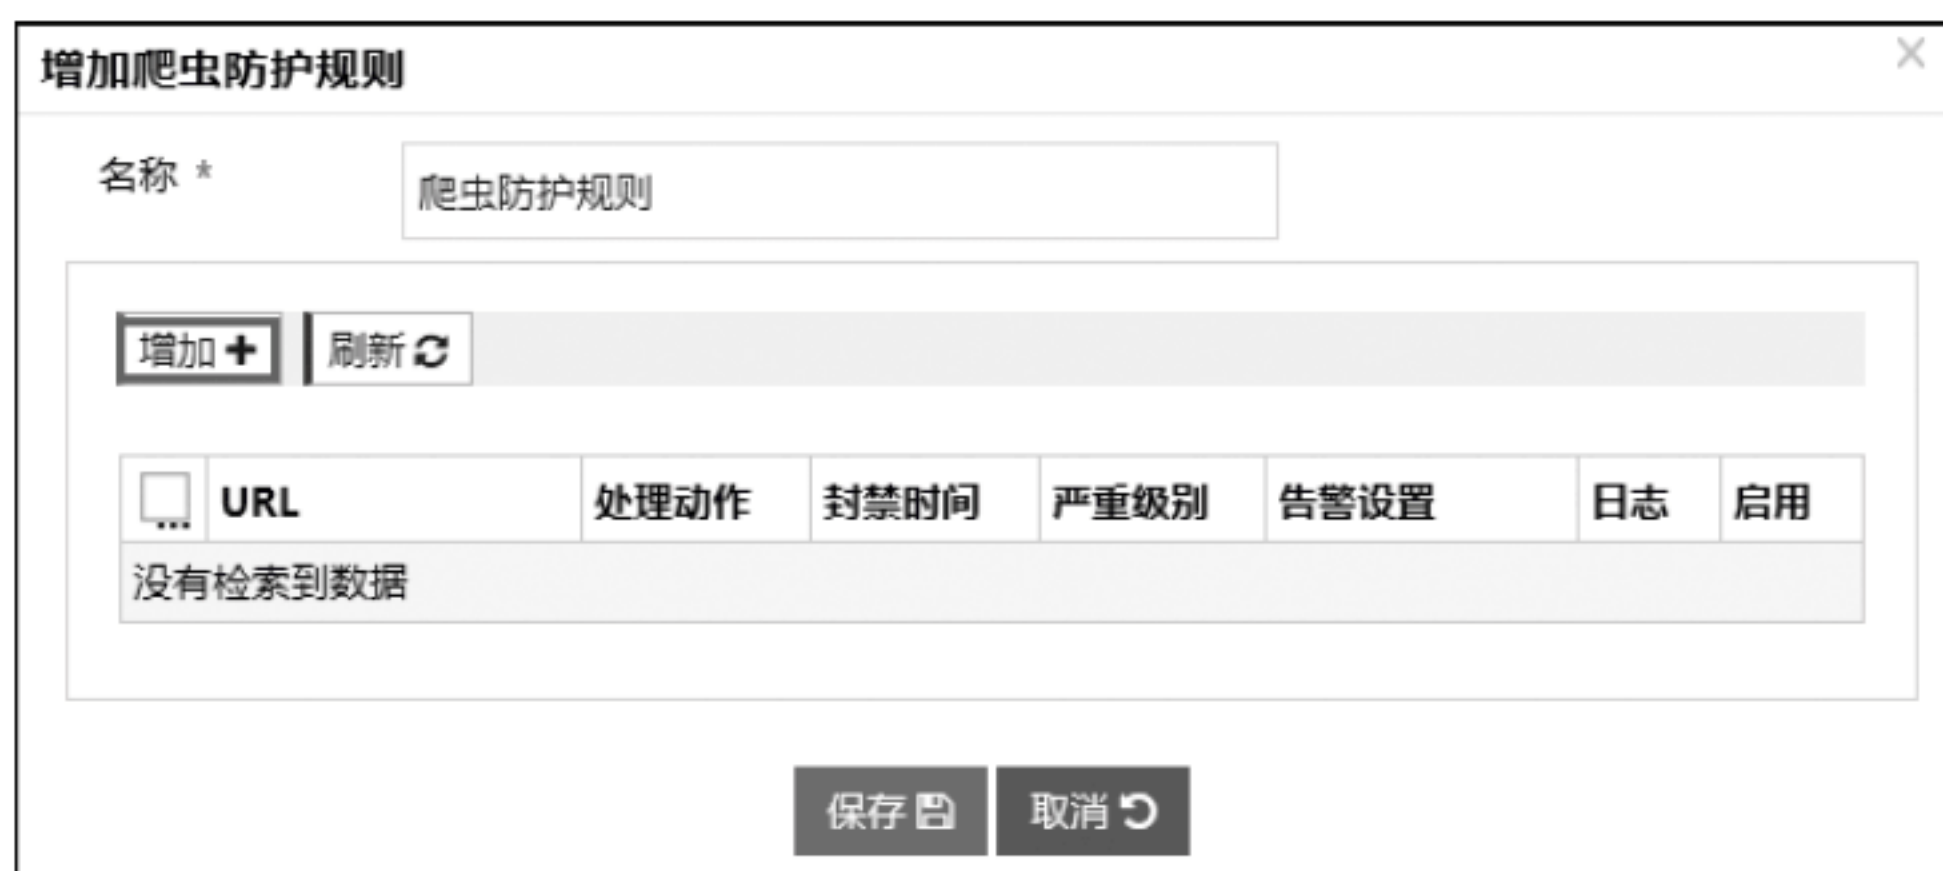 增加爬虫防护规则
名称 *
爬虫防护规则
增加 刷新
URL 处理动作 封禁时间 严重级别 告警设置 日志 启用
没有检索到数据
保存 取消